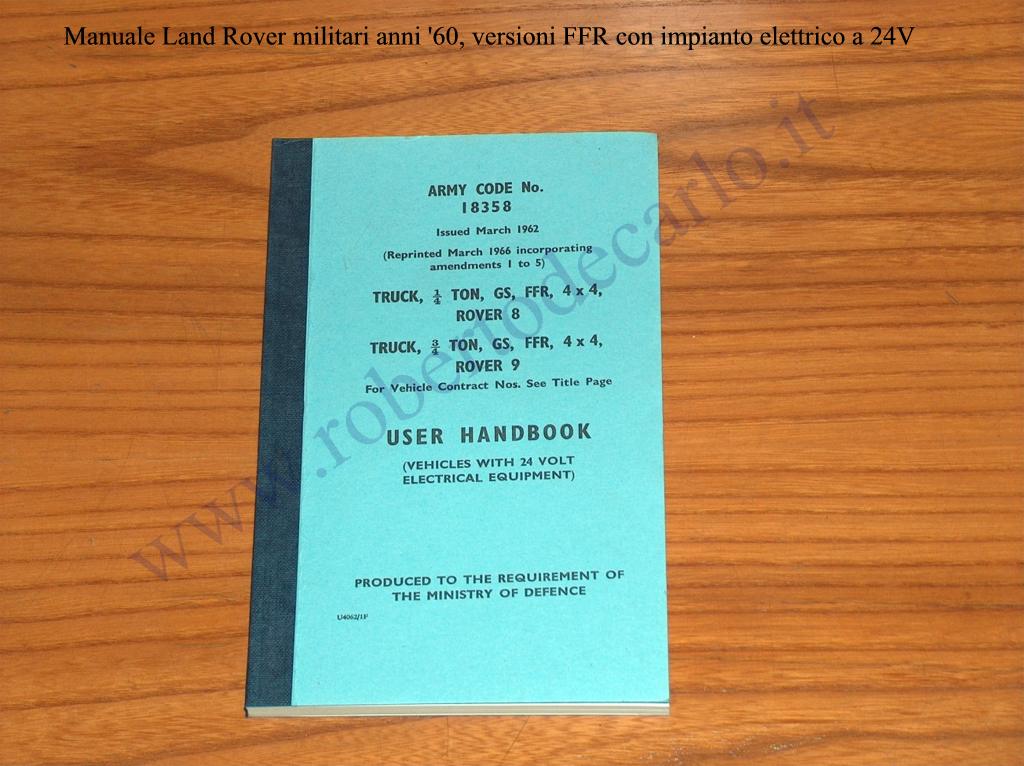 Manuale Land Rover militari anni '60, versioni FFR con impianto elettrico a 24V
ARMY CODE No.
18358
Issued March 1962
(Reprinted March 1966 incorporating
amendments 1 to 5)
TRUCK, ¼ TON, GS, FFR, 4 x 4,
ROVER 8
TRUCK, ¾ TON, GS, FFR, 4 x 4,
ROVER 9
For Vehicle Contract Nos. See Title Page
USER HANDBOOK
(VEHICLES WITH 24 VOLT
ELECTRICAL EQUIPMENT)
PRODUCED TO THE REQUIREMENT OF
THE MINISTRY OF DEFENCE
U4062/1F
www.robertodecarlo.it